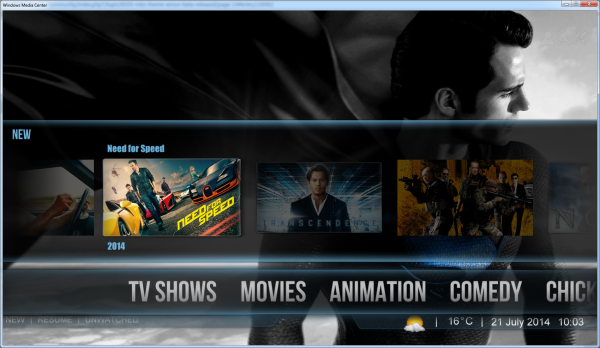 Windows Media Center
NEW
Need for Speed
NEED FOR
SPEED
TRANSCENDENCE
2014
TV SHOWS
MOVIES
ANIMATION
COMEDY
CHICK
NEW | RESUME | UNWATCHED
| 16°C | 21 July 2014 10:03